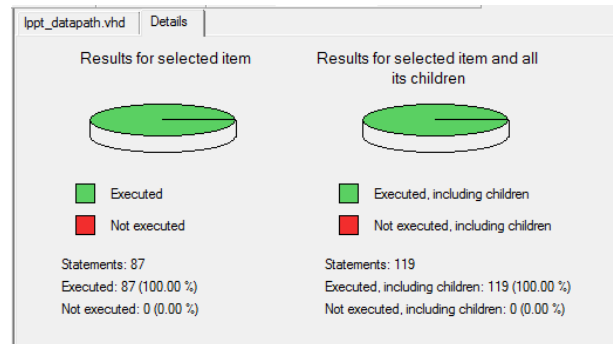 lppt_datapath.vhd Details
Results for selected item
Results for selected item and all
its children
Executed
Not executed
Executed, including children
Not executed, including children
Statements: 87
Executed: 87 (100.00 %)
Not executed: 0 (0.00 %)
Statements: 119
Executed, including children: 119 (100.00 %)
Not executed, including children: 0 (0.00 %)